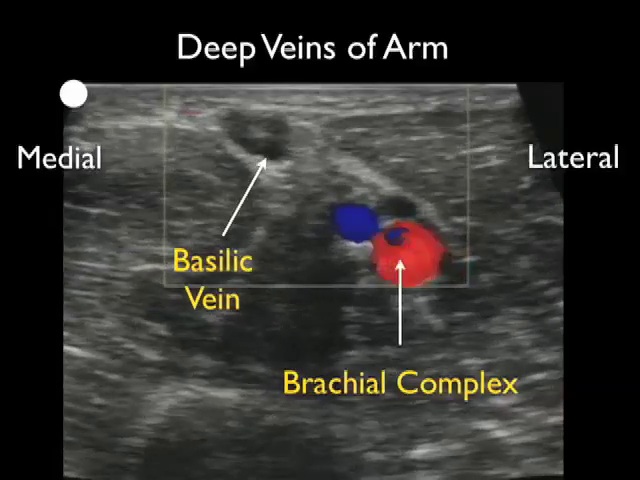 Deep Veins of Arm
Medial
Lateral
Basilic
Vein
Brachial Complex